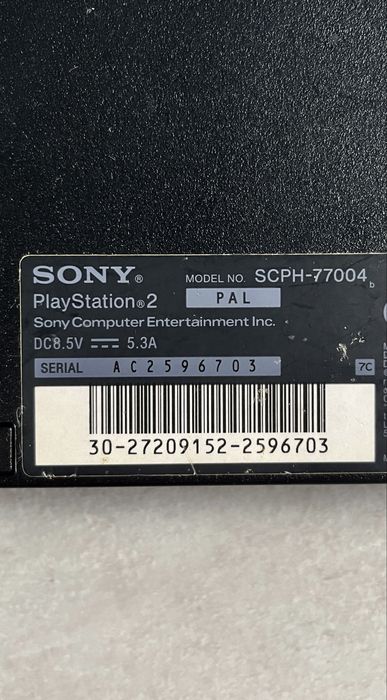 SONY®
MODEL NO. SCPH-77004 b
PlayStation®2
PAL
Sony Computer Entertainment Inc.
DC8.5V ⎓ 5.3A
SERIAL AC2596703
7C
30-27209152-2596703